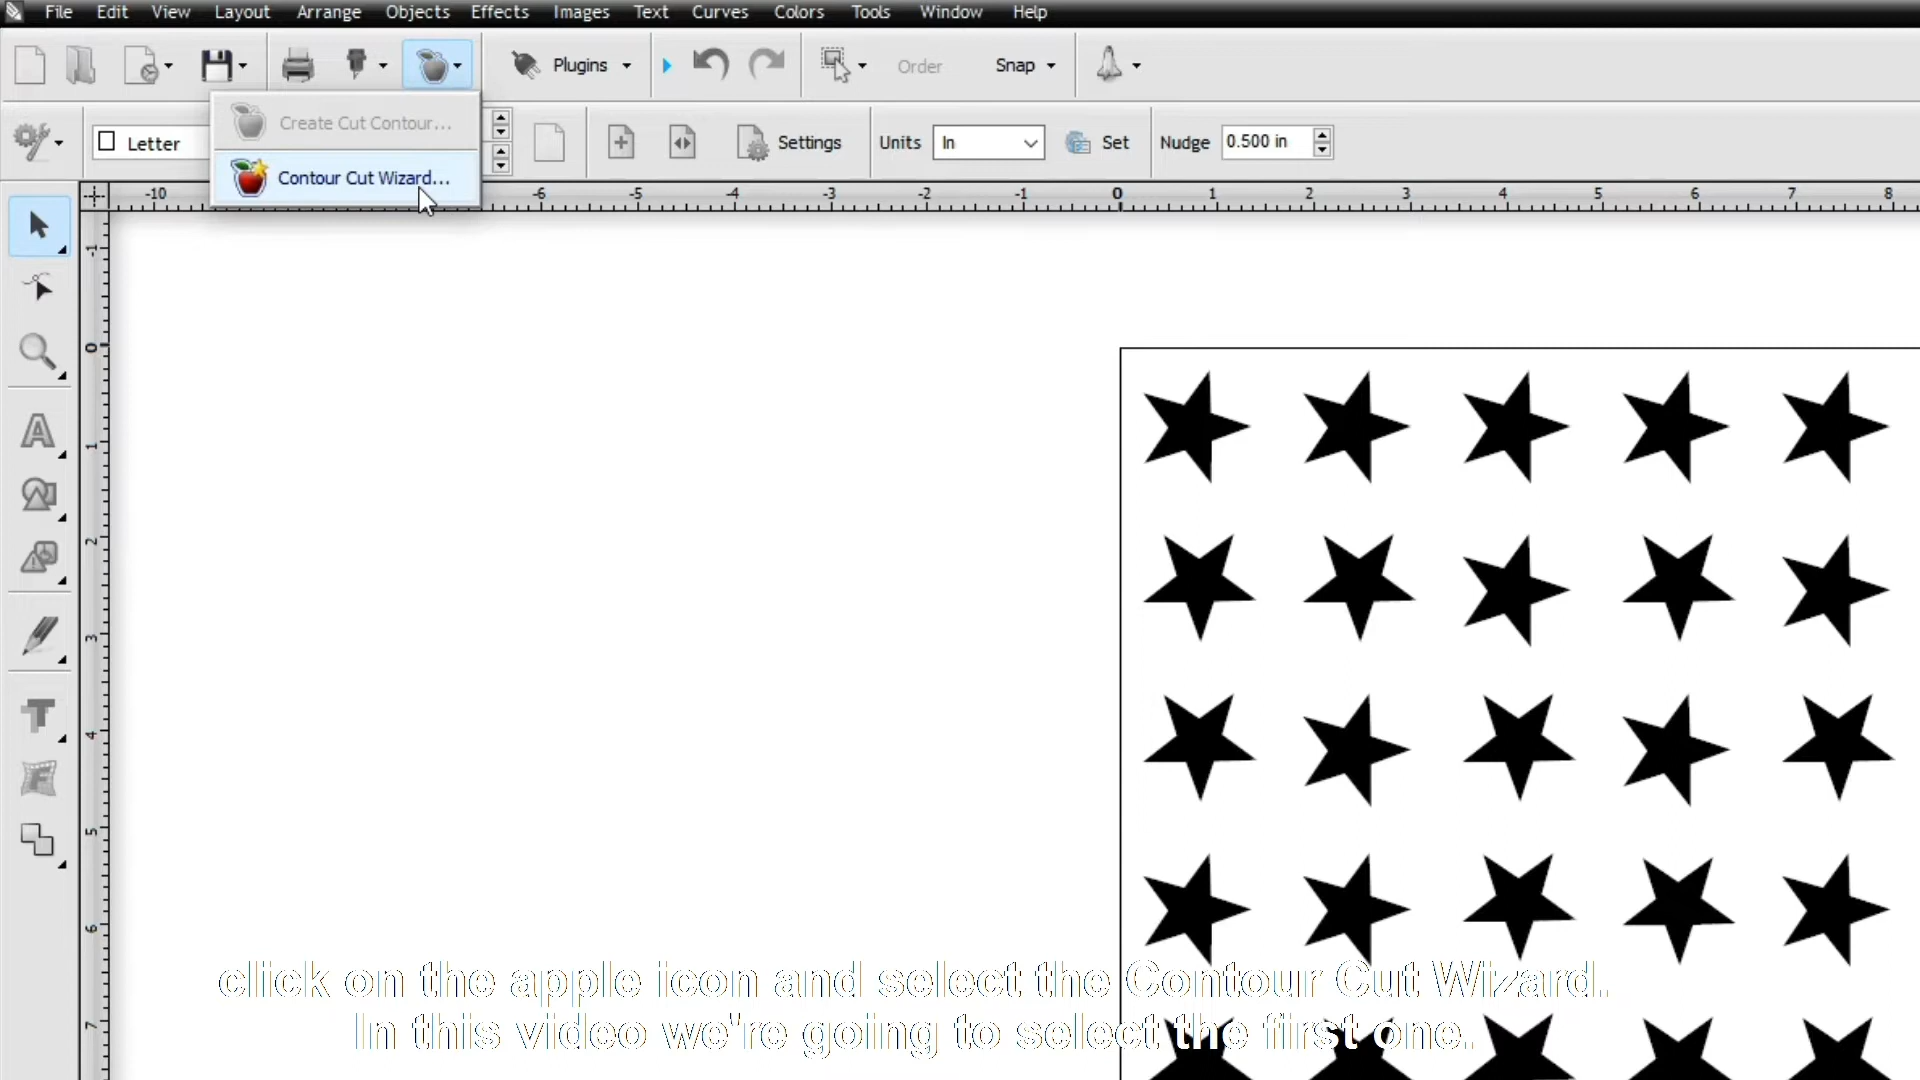 File Edit View Layout Arrange Objects Effects Images Text Curves Colors Tools Window Help
Plugins Order Snap
Create Cut Contour...
Letter Settings Units In Set Nudge 0.500 in
Contour Cut Wizard...
-10 -6 -5 -4 -3 -2 -1 0 1 2 3 4 5 6 7 8
-1
0
1
2
3
4
5
6
7
click on the apple icon and select the Contour Cut Wizard.
In this video we're going to select the first one.